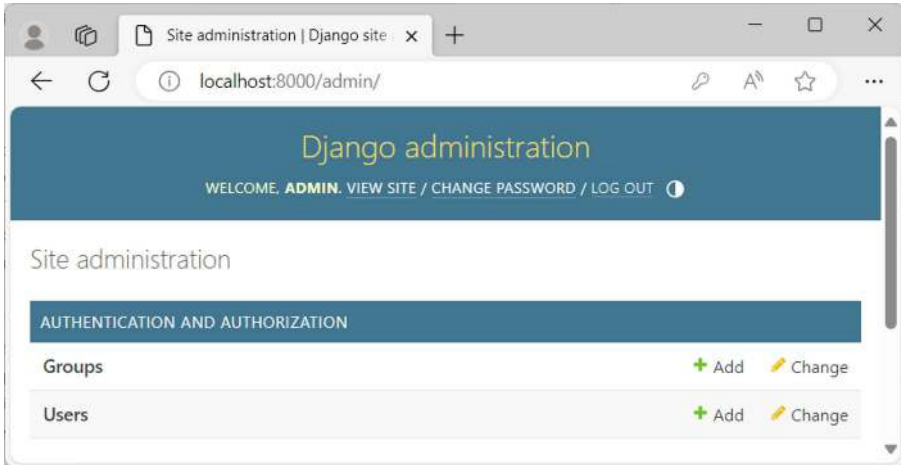 Site administration | Django site
localhost:8000/admin/
Django administration
WELCOME, ADMIN. VIEW SITE / CHANGE PASSWORD / LOG OUT
Site administration
AUTHENTICATION AND AUTHORIZATION
Groups + Add Change
Users + Add Change